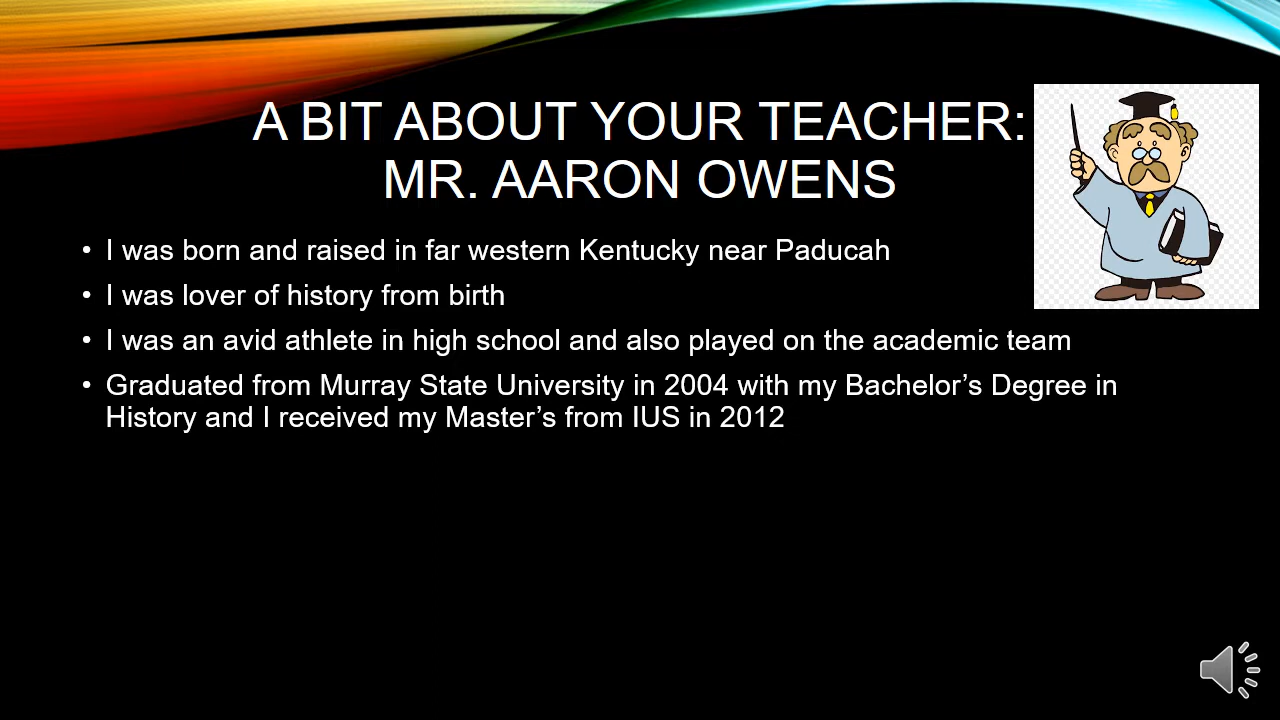 A BIT ABOUT YOUR TEACHER:
MR. AARON OWENS
• I was born and raised in far western Kentucky near Paducah
• I was lover of history from birth
• I was an avid athlete in high school and also played on the academic team
• Graduated from Murray State University in 2004 with my Bachelor’s Degree in
History and I received my Master’s from IUS in 2012